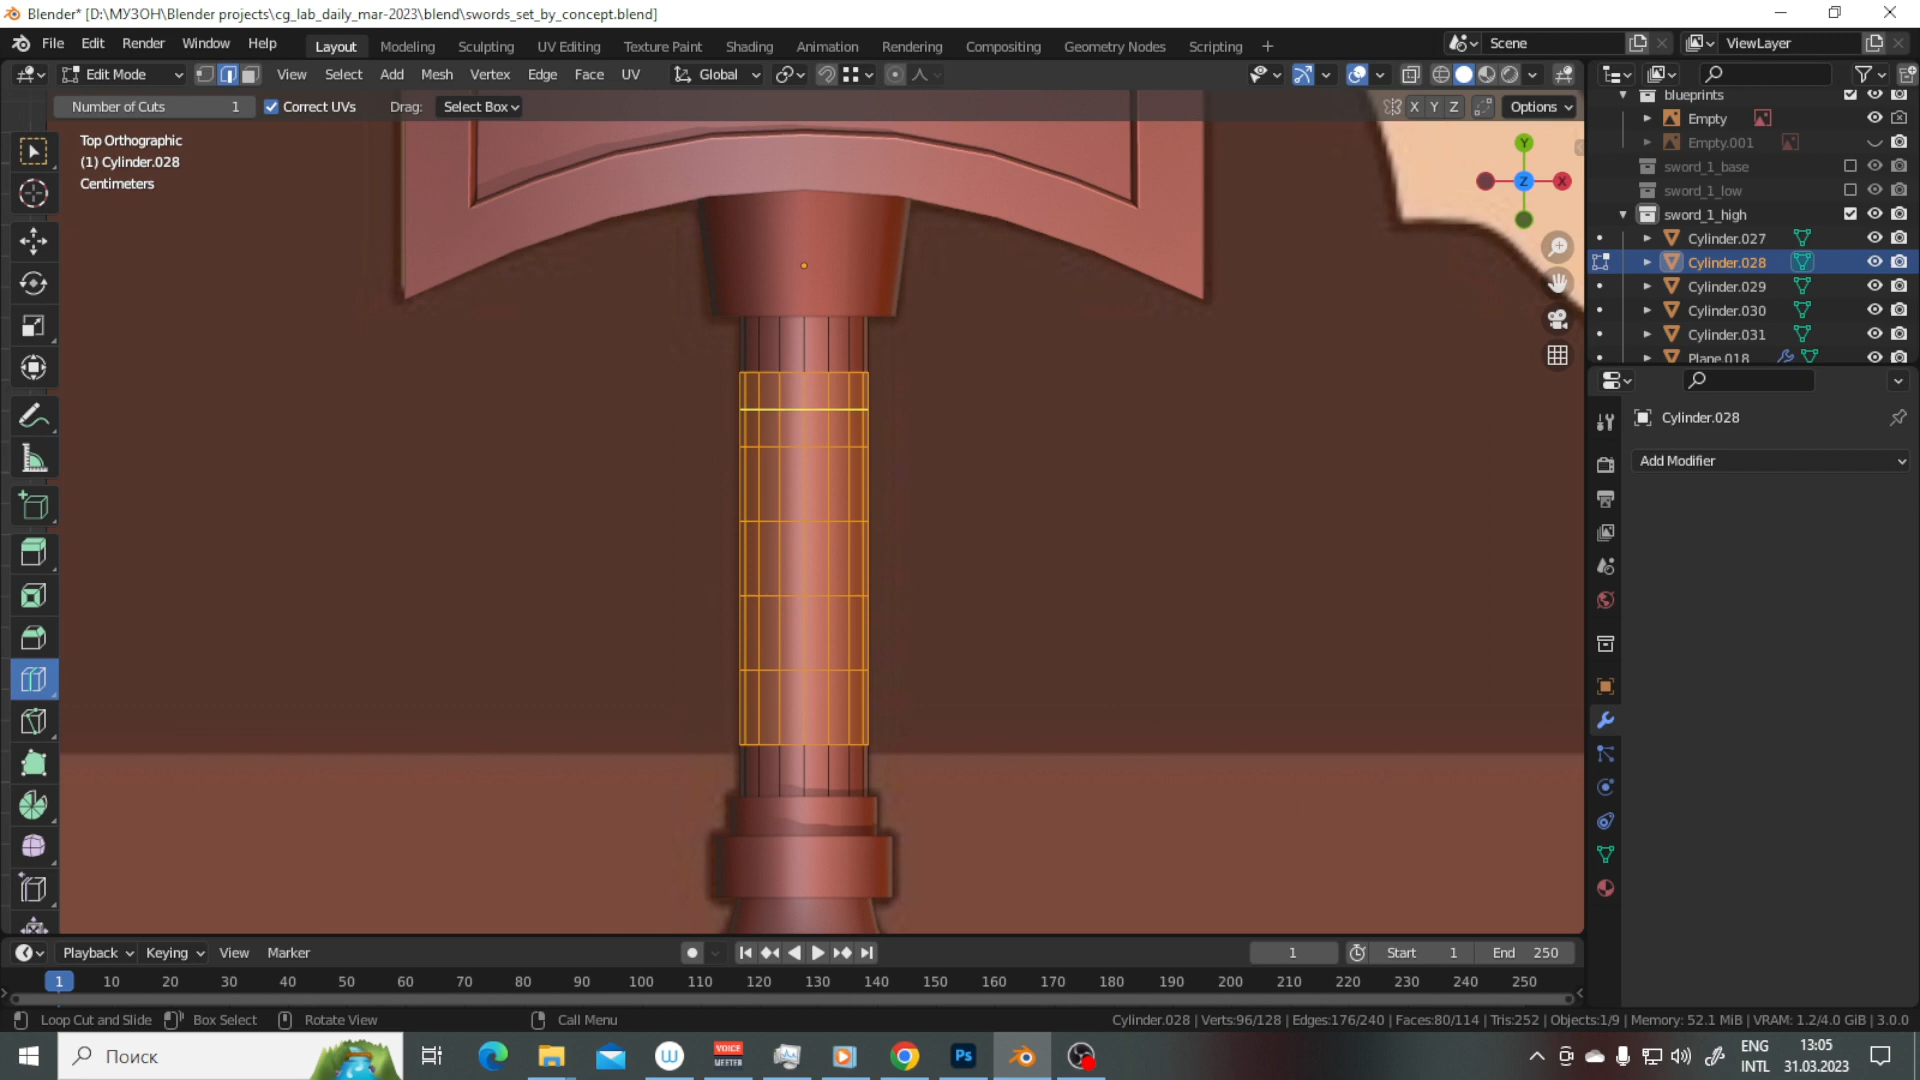 Blender* [D:\МУЗОН\Blender projects\cg_lab_daily_mar-2023\blend\swords_set_by_concept.blend]
File Edit Render Window Help Layout Modeling Sculpting UV Editing Texture Paint Shading Animation Rendering Compositing Geometry Nodes Scripting + Scene ViewLayer
Edit Mode View Select Add Mesh Vertex Edge Face UV Global
Number of Cuts 1 Correct UVs Drag: Select Box X Y Z Options
Top Orthographic
(1) Cylinder.028
Centimeters
Y
Z X
blueprints
Empty
Empty.001
sword_1_base
sword_1_low
sword_1_high
Cylinder.027
Cylinder.028
Cylinder.029
Cylinder.030
Cylinder.031
Plane.018
Cylinder.028
Add Modifier
Playback Keying View Marker 1 Start 1 End 250
1 10 20 30 40 50 60 70 80 90 100 110 120 130 140 150 160 170 180 190 200 210 220 230 240 250
Loop Cut and Slide Box Select Rotate View Call Menu Cylinder.028 | Verts:96/128 | Edges:176/240 | Faces:80/114 | Tris:252 | Objects:1/9 | Memory: 52.1 MiB | VRAM: 1.2/4.0 GiB | 3.0.0
Поиск VOICE MEETER Ps ENG INTL 13:05 31.03.2023